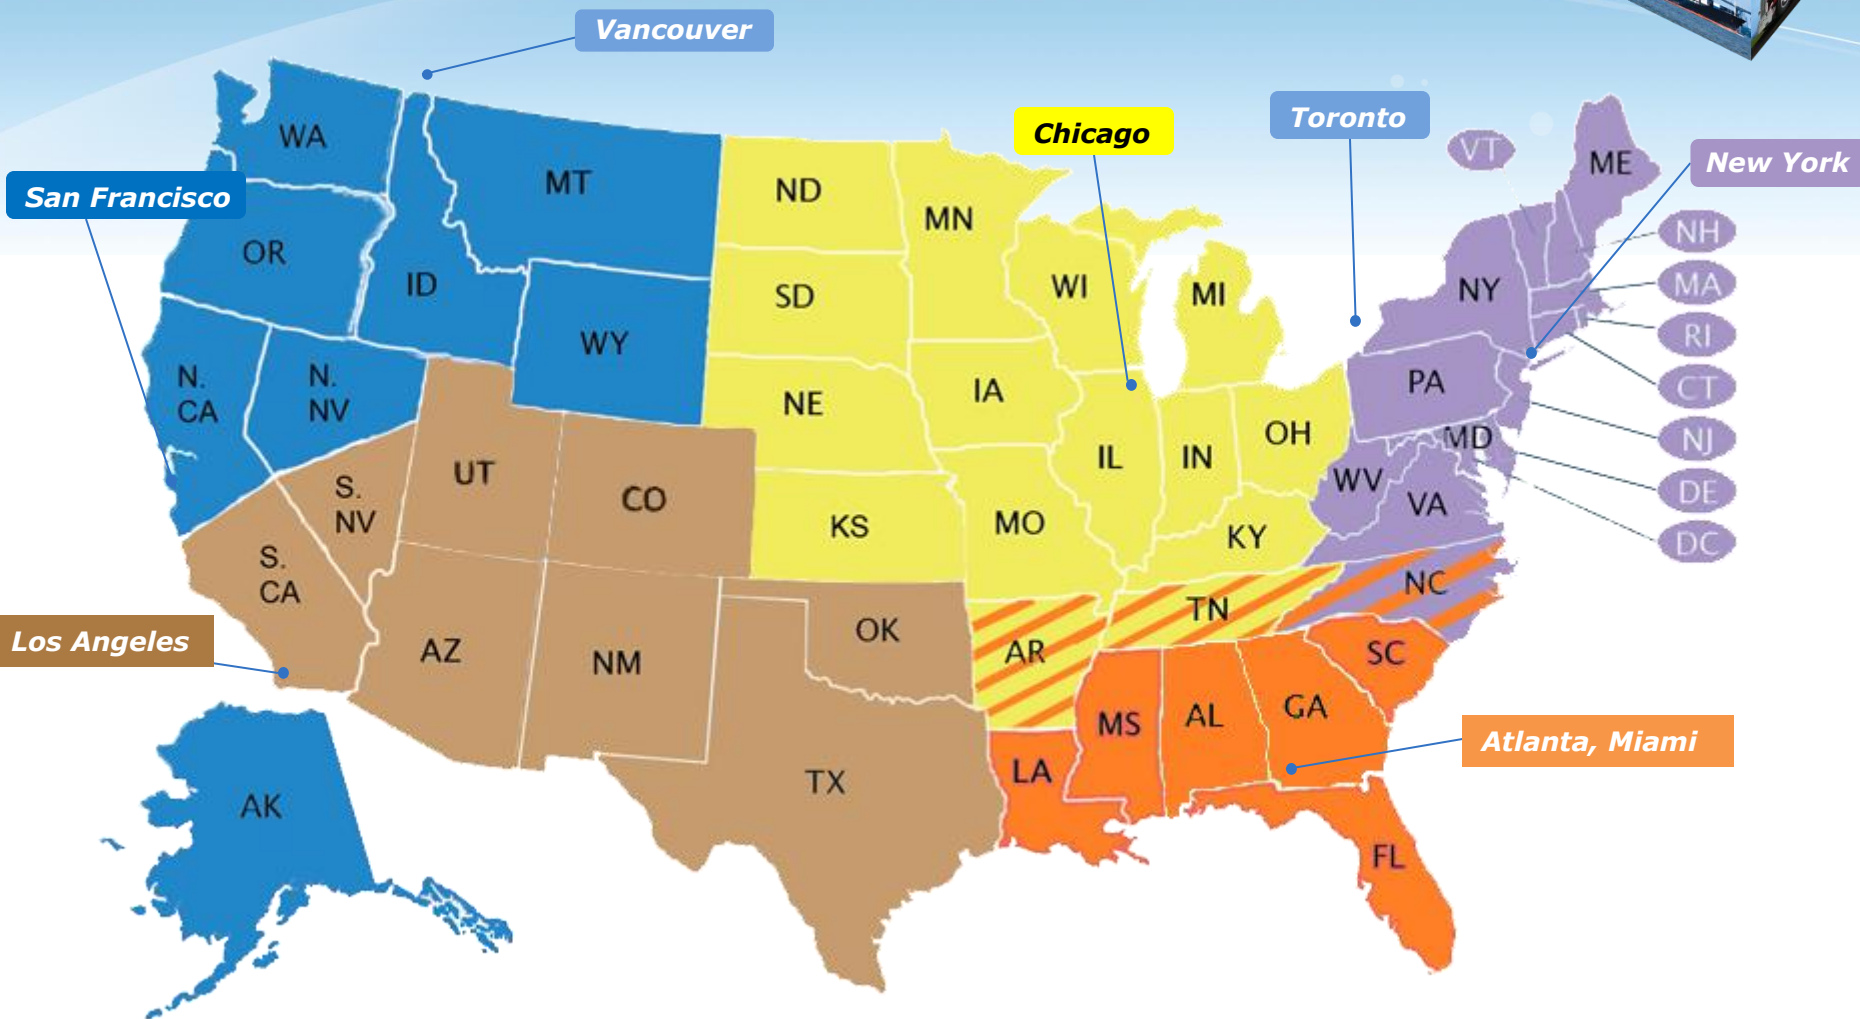 Vancouver
Chicago
Toronto
New York
San Francisco
WA
MT
ND
MN
VT
ME
OR
ID
SD
WI
MI
NY
NH
MA
WY
RI
N.
CA
N.
NV
NE
IA
PA
CT
UT
CO
IL
IN
OH
MD
NJ
S.
NV
KS
MO
KY
WV
VA
DE
DC
S.
CA
Los Angeles
AZ
NM
OK
AR
TN
NC
SC
TX
LA
MS
AL
GA
Atlanta, Miami
AK
FL